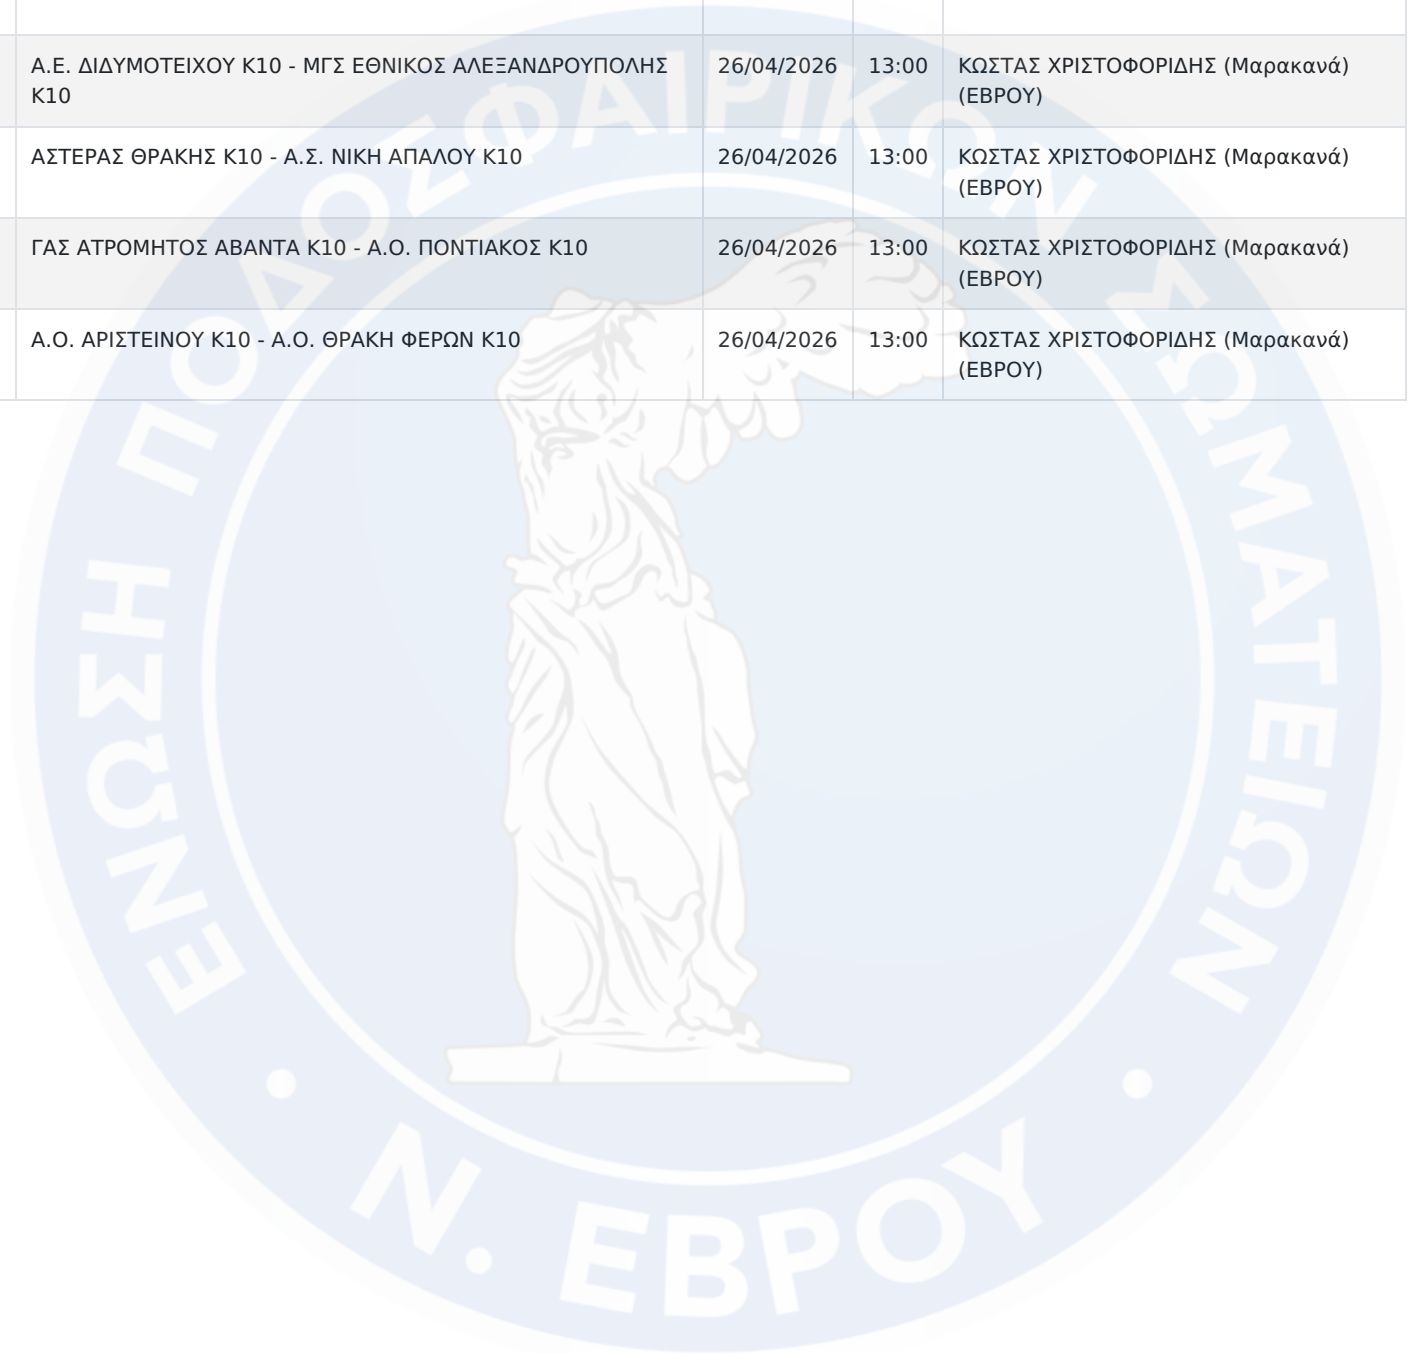 Α.Ε. ΔΙΔΥΜΟΤΕΙΧΟΥ Κ10 - ΜΓΣ ΕΘΝΙΚΟΣ ΑΛΕΞΑΝΔΡΟΥΠΟΛΗΣ 26/04/2026 13:00 ΚΩΣΤΑΣ ΧΡΙΣΤΟΦΟΡΙΔΗΣ (Μαρακανά)
Κ10 (ΕΒΡΟΥ)
ΑΣΤΕΡΑΣ ΘΡΑΚΗΣ Κ10 - Α.Σ. ΝΙΚΗ ΑΠΑΛΟΥ Κ10 26/04/2026 13:00 ΚΩΣΤΑΣ ΧΡΙΣΤΟΦΟΡΙΔΗΣ (Μαρακανά)
(ΕΒΡΟΥ)
ΓΑΣ ΑΤΡΟΜΗΤΟΣ ΑΒΑΝΤΑ Κ10 - Α.Ο. ΠΟΝΤΙΑΚΟΣ Κ10 26/04/2026 13:00 ΚΩΣΤΑΣ ΧΡΙΣΤΟΦΟΡΙΔΗΣ (Μαρακανά)
(ΕΒΡΟΥ)
Α.Ο. ΑΡΙΣΤΕΙΝΟΥ Κ10 - Α.Ο. ΘΡΑΚΗ ΦΕΡΩΝ Κ10 26/04/2026 13:00 ΚΩΣΤΑΣ ΧΡΙΣΤΟΦΟΡΙΔΗΣ (Μαρακανά)
(ΕΒΡΟΥ)
ΕΝΩΣΗ ΠΟΔΟΣΦΑΙΡΙΚΩΝ ΣΩΜΑΤΕΙΩΝ
Ν. ΕΒΡΟΥ